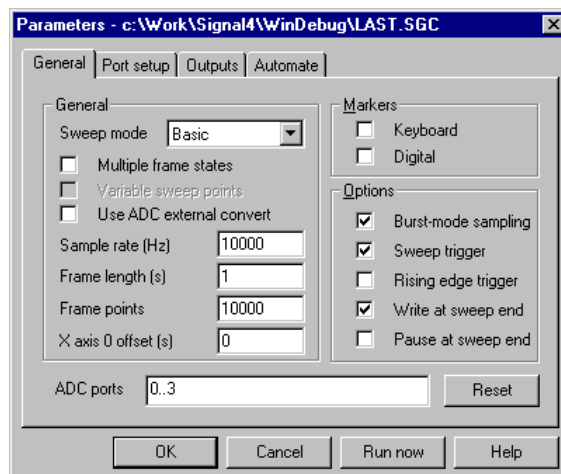 Parameters - c:\Work\Signal4\WinDebug\LAST.SGC
General Port setup Outputs Automate
General
Sweep mode Basic
Multiple frame states
Variable sweep points
Use ADC external convert
Sample rate (Hz) 10000
Frame length (s) 1
Frame points 10000
X axis 0 offset (s) 0
Markers
Keyboard
Digital
Options
Burst-mode sampling
Sweep trigger
Rising edge trigger
Write at sweep end
Pause at sweep end
ADC ports 0..3 Reset
OK Cancel Run now Help